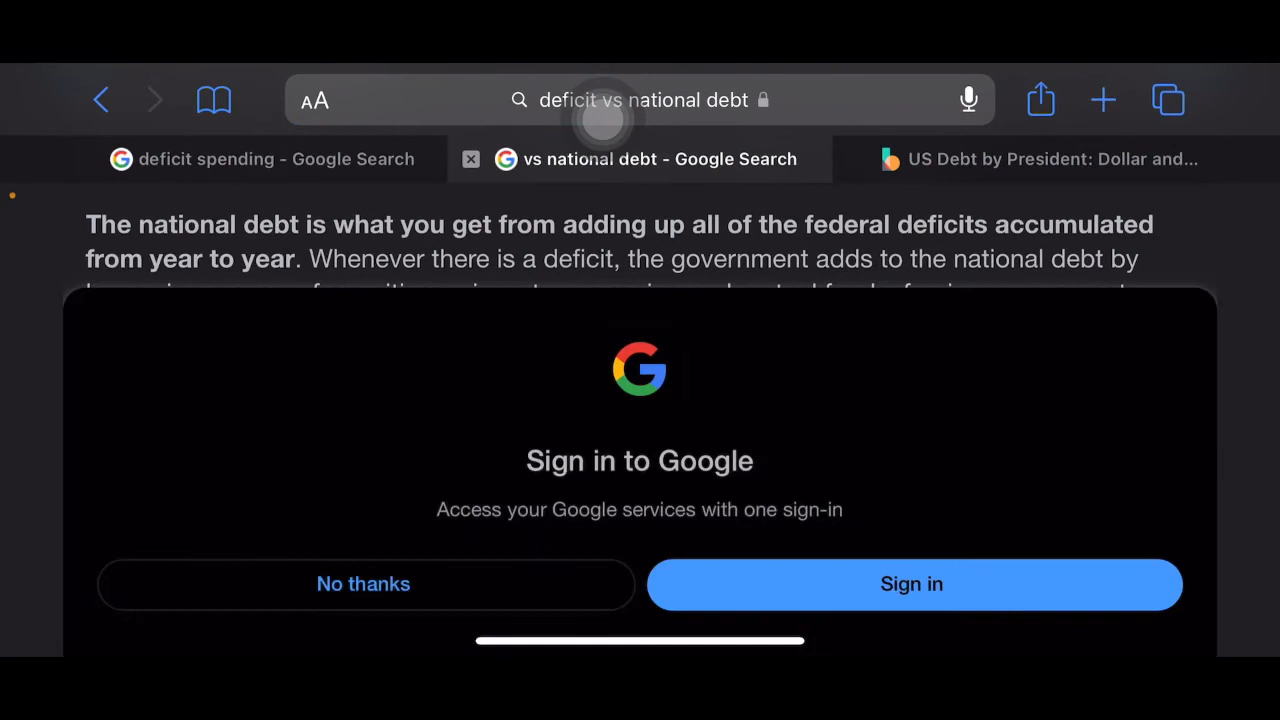 AA deficit vs national debt
deficit spending - Google Search
vs national debt - Google Search
US Debt by President: Dollar and...
The national debt is what you get from adding up all of the federal deficits accumulated
from year to year. Whenever there is a deficit, the government adds to the national debt by
Sign in to Google
Access your Google services with one sign-in
No thanks
Sign in